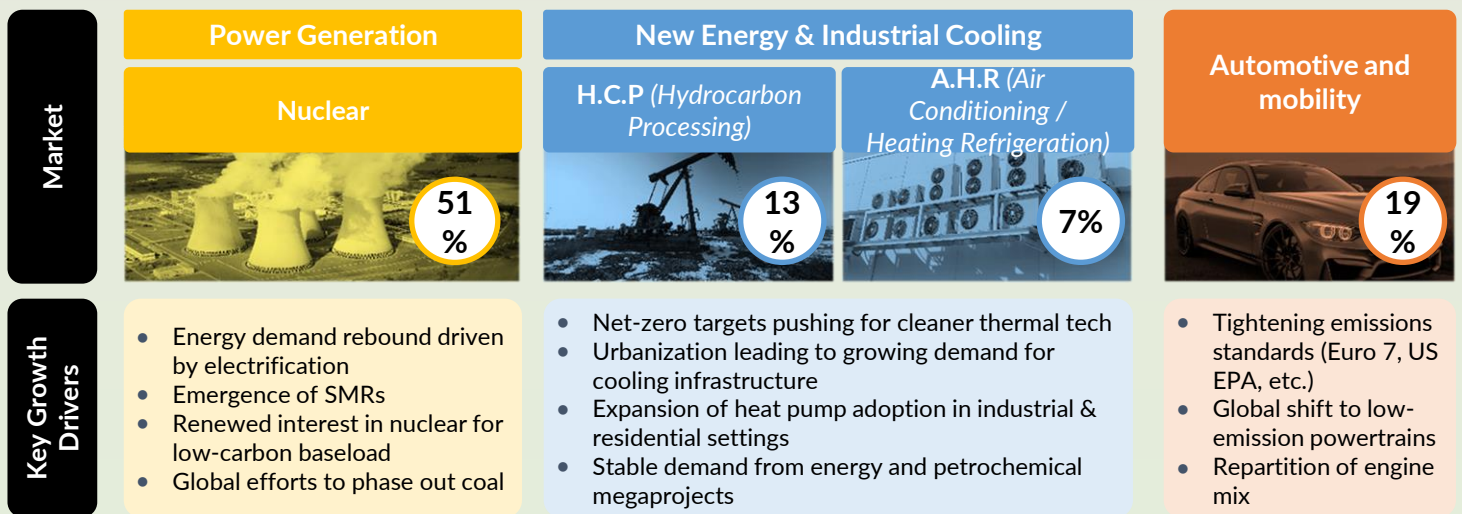 Market
Power Generation
Nuclear
51
%
New Energy & Industrial Cooling
H.C.P (Hydrocarbon
Processing)
13
%
A.H.R (Air
Conditioning /
Heating Refrigeration)
7%
Automotive and
mobility
19
%
Key Growth
Drivers
• Energy demand rebound driven
by electrification
• Emergence of SMRs
• Renewed interest in nuclear for
low-carbon baseload
• Global efforts to phase out coal
• Net-zero targets pushing for cleaner thermal tech
• Urbanization leading to growing demand for
cooling infrastructure
• Expansion of heat pump adoption in industrial &
residential settings
• Stable demand from energy and petrochemical
megaprojects
• Tightening emissions
standards (Euro 7, US
EPA, etc.)
• Global shift to low-
emission powertrains
• Repartition of engine
mix